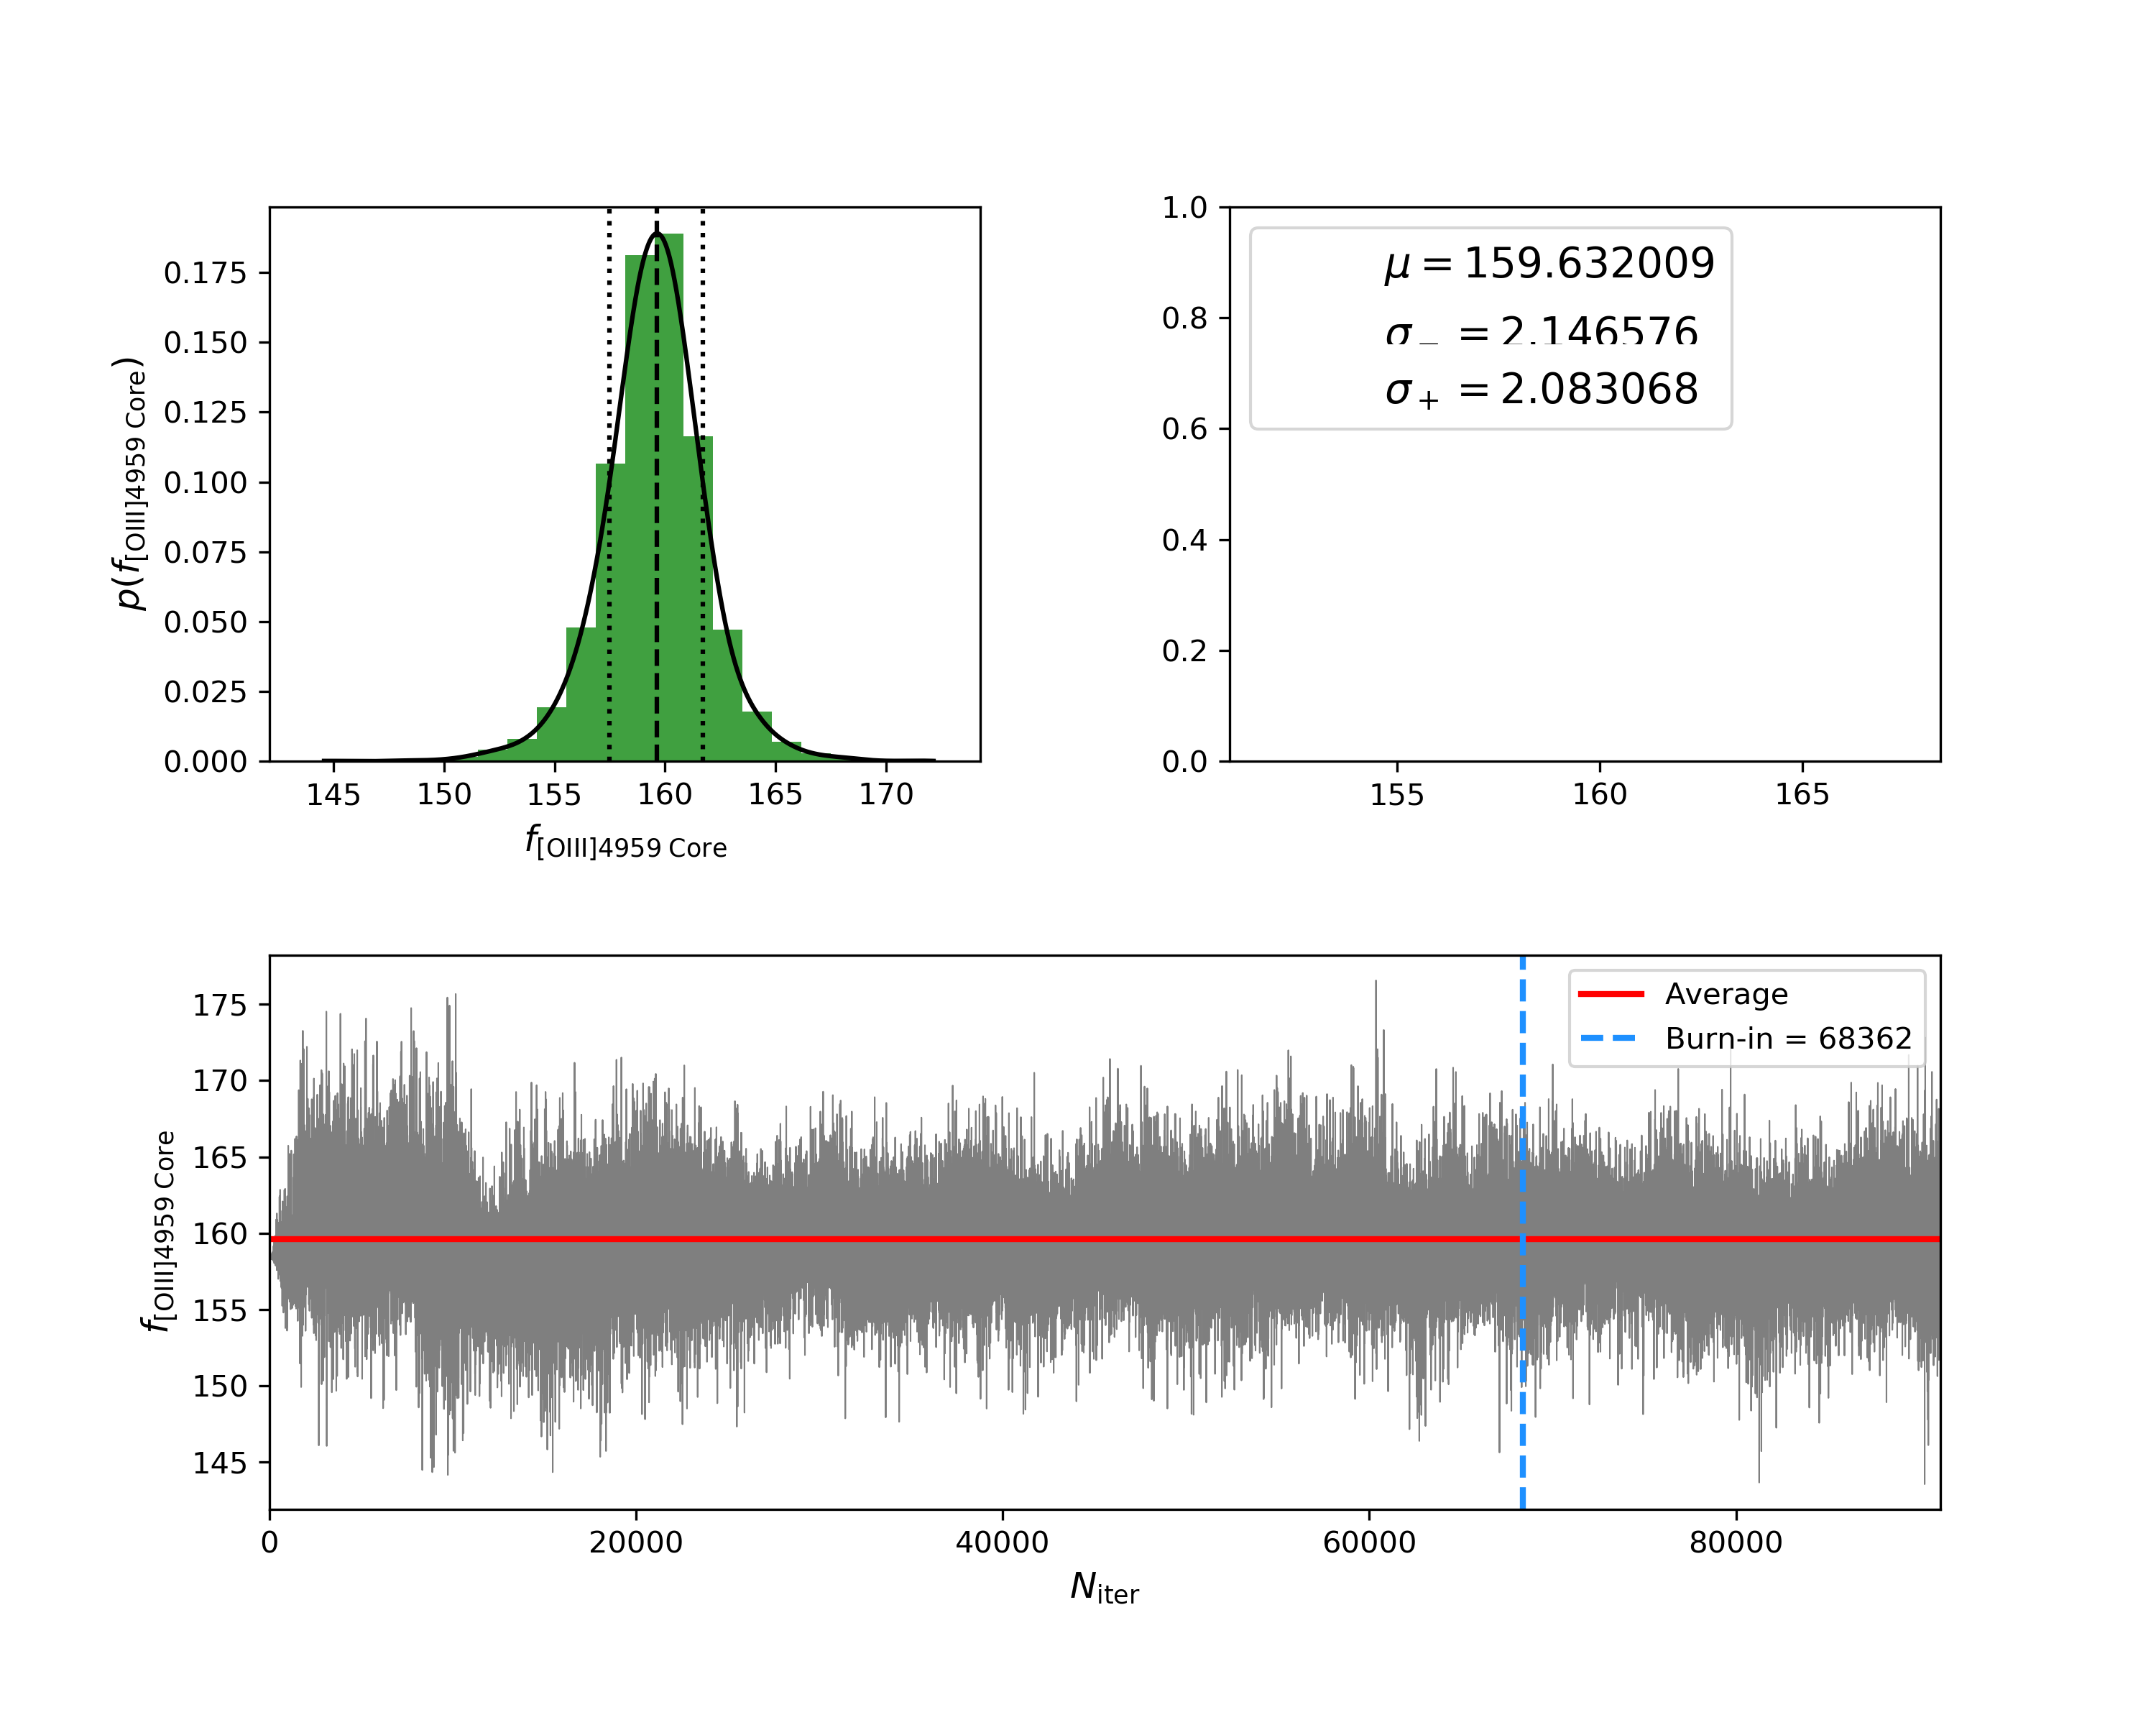 0.175
0.150
0.125
0.100
0.075
0.050
0.025
0.000
p(f[OIII]4959 Core)
145 150 155 160 165 170
f[OIII]4959 Core
1.0
0.8
0.6
0.4
0.2
0.0
μ = 159.632009
σ− = 2.146576
σ+ = 2.083068
155 160 165
175
170
165
160
155
150
145
f[OIII]4959 Core
Average
Burn-in = 68362
0 20000 40000 60000 80000
Niter